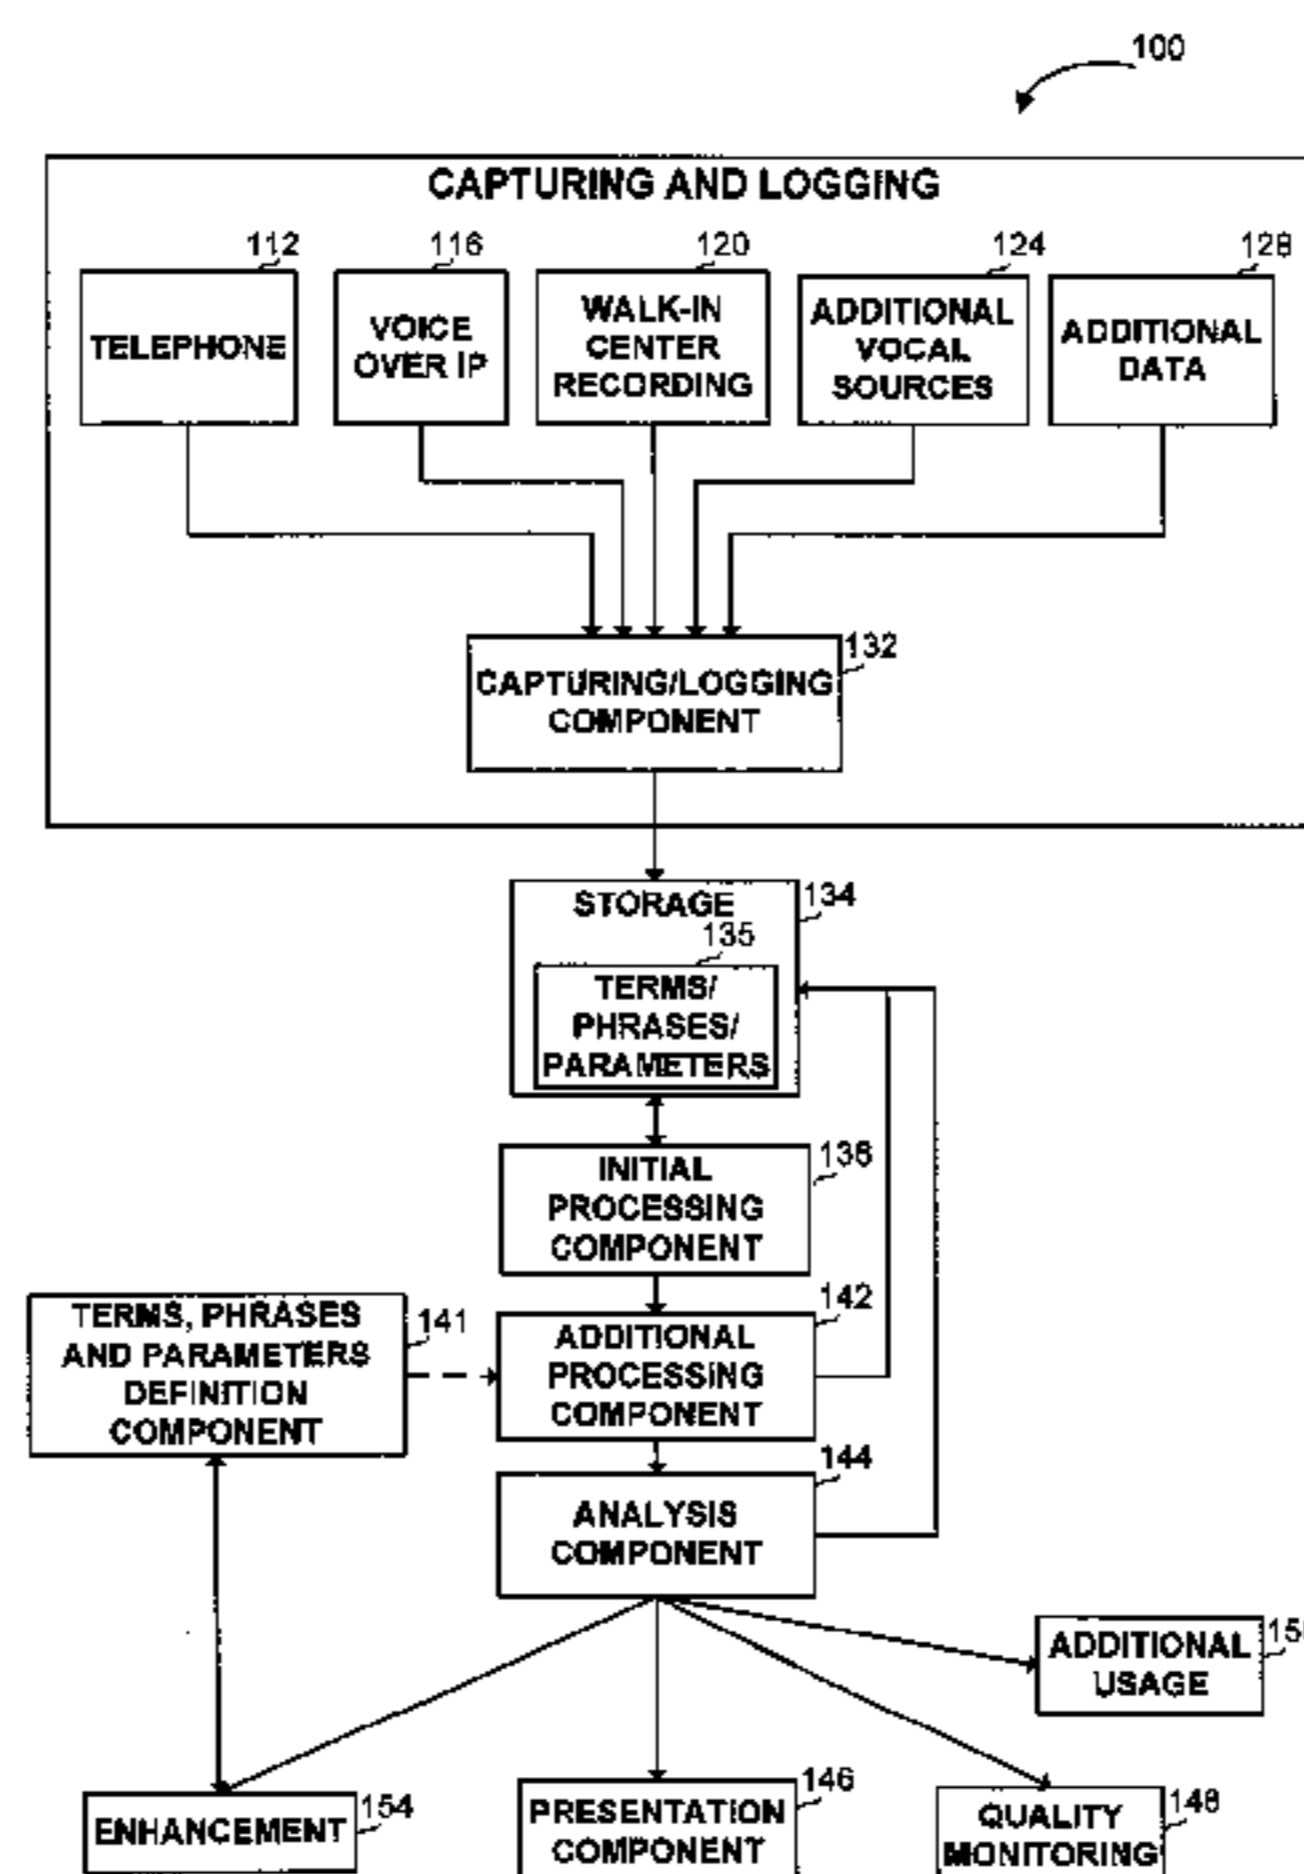 100
CAPTURING AND LOGGING
112
116
120
124
128
TELEPHONE
VOICE
OVER IP
WALK-IN
CENTER
RECORDING
ADDITIONAL
VOCAL
SOURCES
ADDITIONAL
DATA
132
CAPTURING/LOGGING
COMPONENT
STORAGE
134
135
TERMS/
PHRASES/
PARAMETERS
136
INITIAL
PROCESSING
COMPONENT
TERMS, PHRASES
AND PARAMETERS
DEFINITION
COMPONENT
141
142
ADDITIONAL
PROCESSING
COMPONENT
144
ANALYSIS
COMPONENT
ADDITIONAL
USAGE
ENHANCEMENT
154
PRESENTATION
COMPONENT
146
QUALITY
MONITORING
148